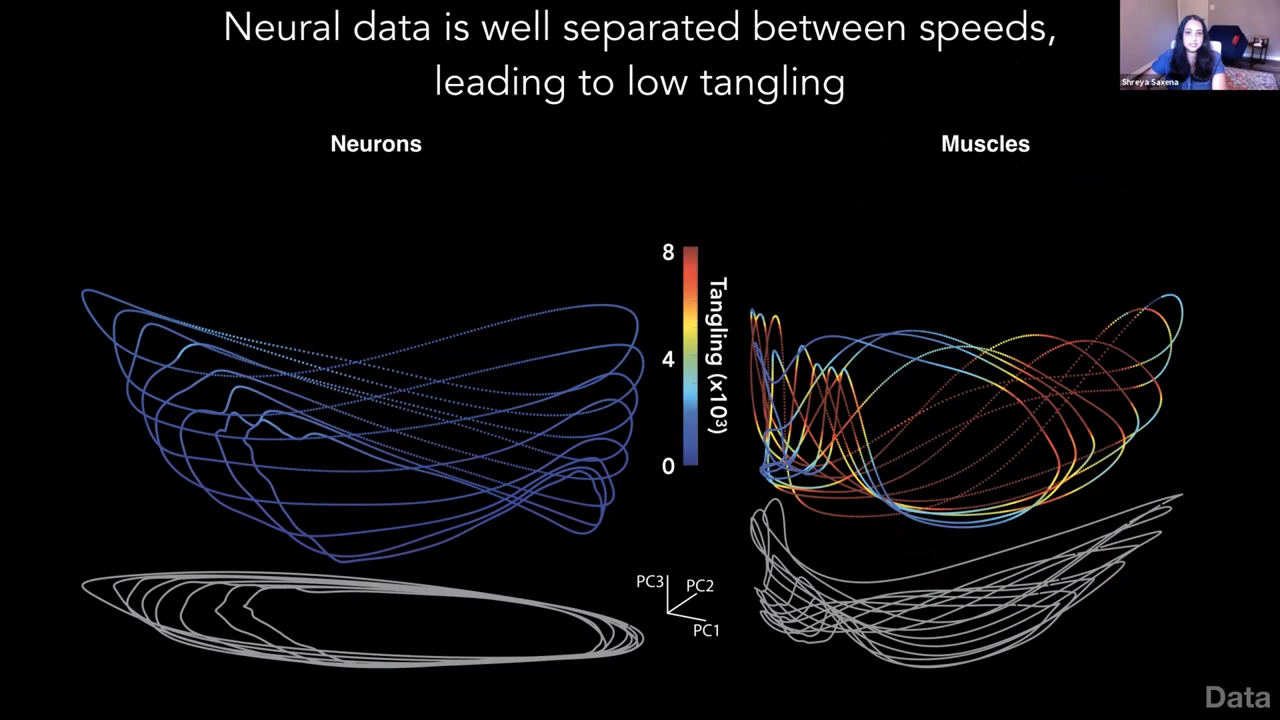 Neural data is well separated between speeds,
leading to low tangling
Shreya Saxena
Neurons
Muscles
8
4
0
Tangling (x10³)
PC3
PC2
PC1
Data